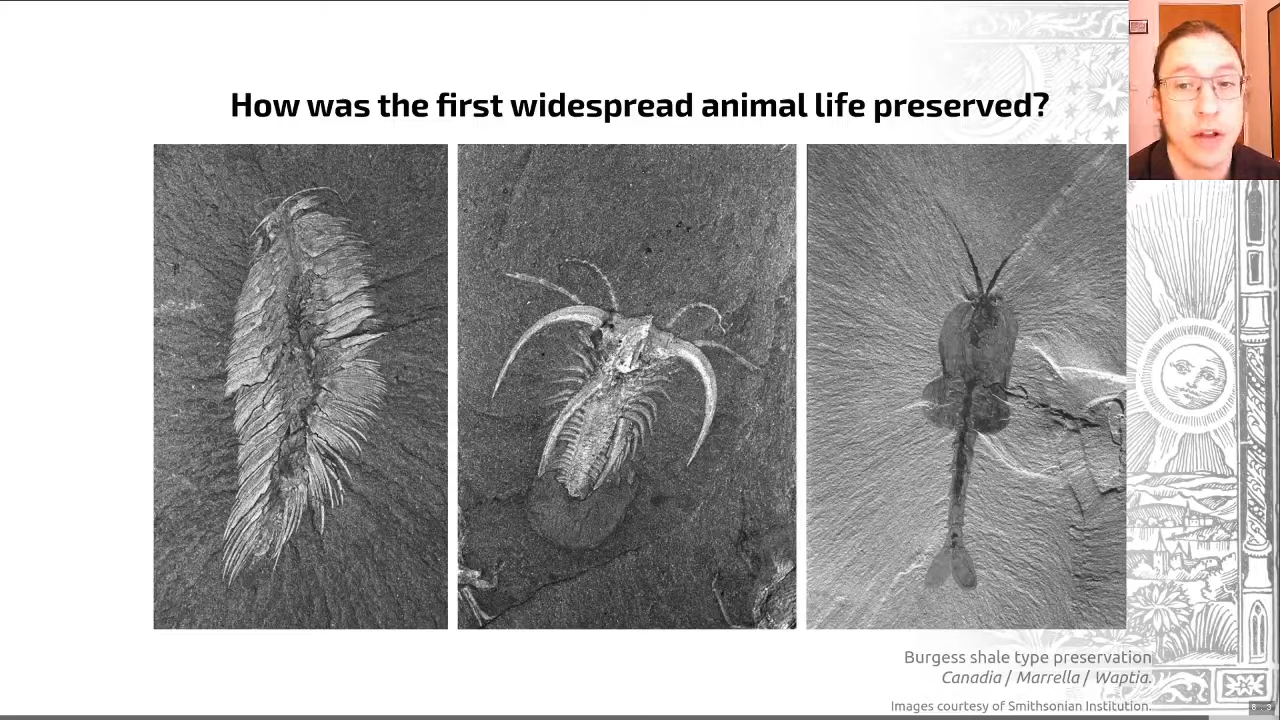 How was the first widespread animal life preserved?
Burgess shale type preservation
Canadia / Marrella / Waptia.
Images courtesy of Smithsonian Institution.